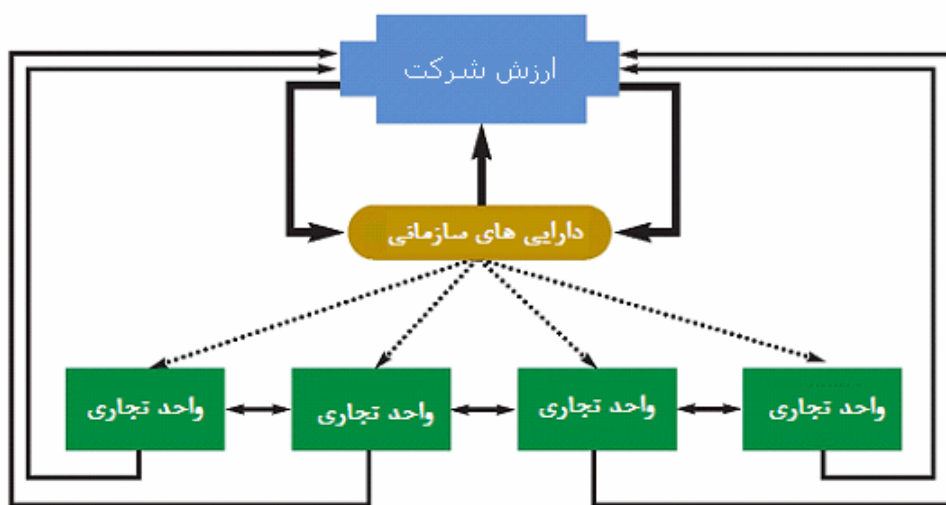 ارزش شرکت
دارایی های سازمانی
واحد تجاری
واحد تجاری
واحد تجاری
واحد تجاری